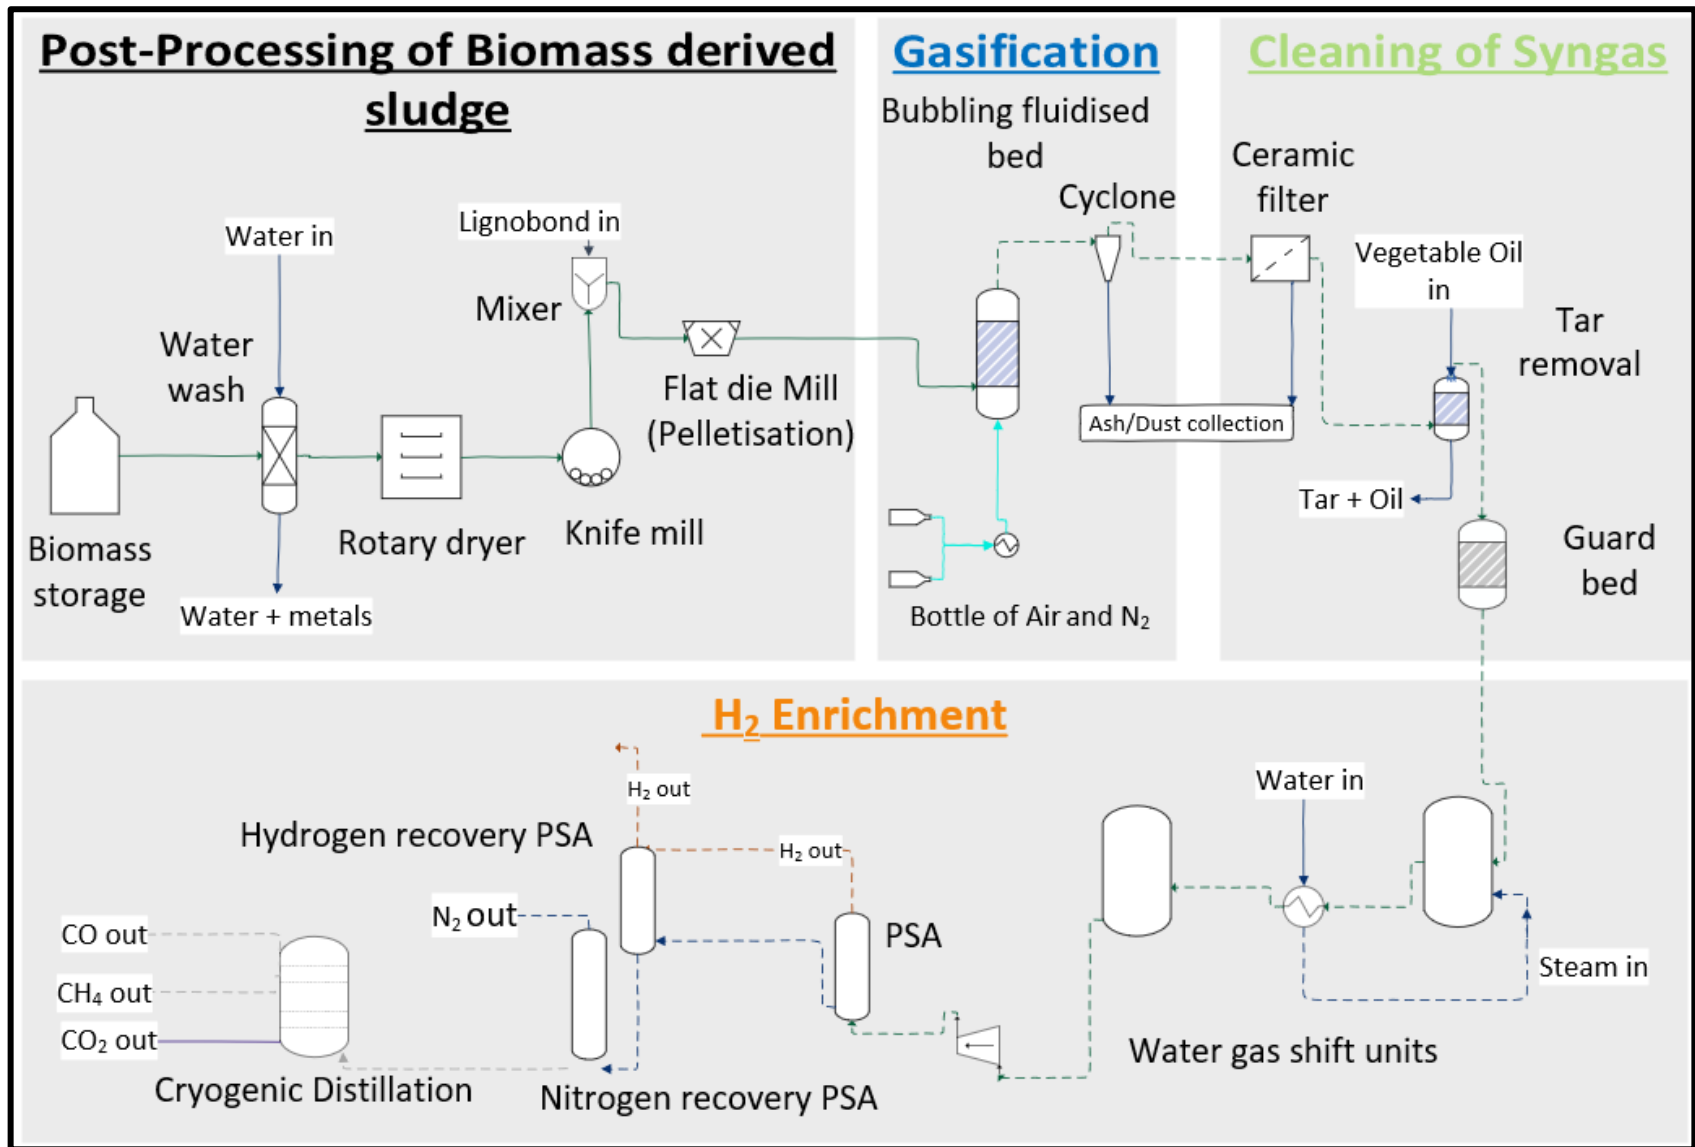 Post-Processing of Biomass derived
sludge
Gasification
Cleaning of Syngas
Bubbling fluidised
bed
Cyclone
Ceramic
filter
Lignobond in
Water in
Vegetable Oil
in
Mixer
Tar
removal
Water
wash
Flat die Mill
(Pelletisation)
Ash/Dust collection
Tar + Oil
Biomass
storage
Rotary dryer
Knife mill
Guard
bed
Water + metals
Bottle of Air and N₂
H₂ Enrichment
Water in
H₂ out
Hydrogen recovery PSA
H₂ out
N₂ out
PSA
CO out
CH₄ out
CO₂ out
Steam in
Water gas shift units
Cryogenic Distillation
Nitrogen recovery PSA